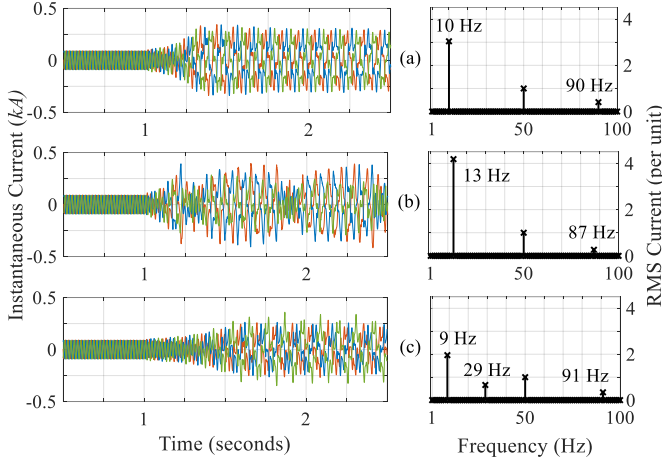 Instantaneous Current (kA)
0.5
0
-0.5
1
2
(a)
10 Hz
90 Hz
4
2
0
1
50
100
0.5
0
-0.5
1
2
(b)
13 Hz
87 Hz
4
2
0
1
50
100
RMS Current (per unit)
0.5
0
-0.5
1
2
(c)
9 Hz
29 Hz
91 Hz
4
2
0
1
50
100
Time (seconds)
Frequency (Hz)